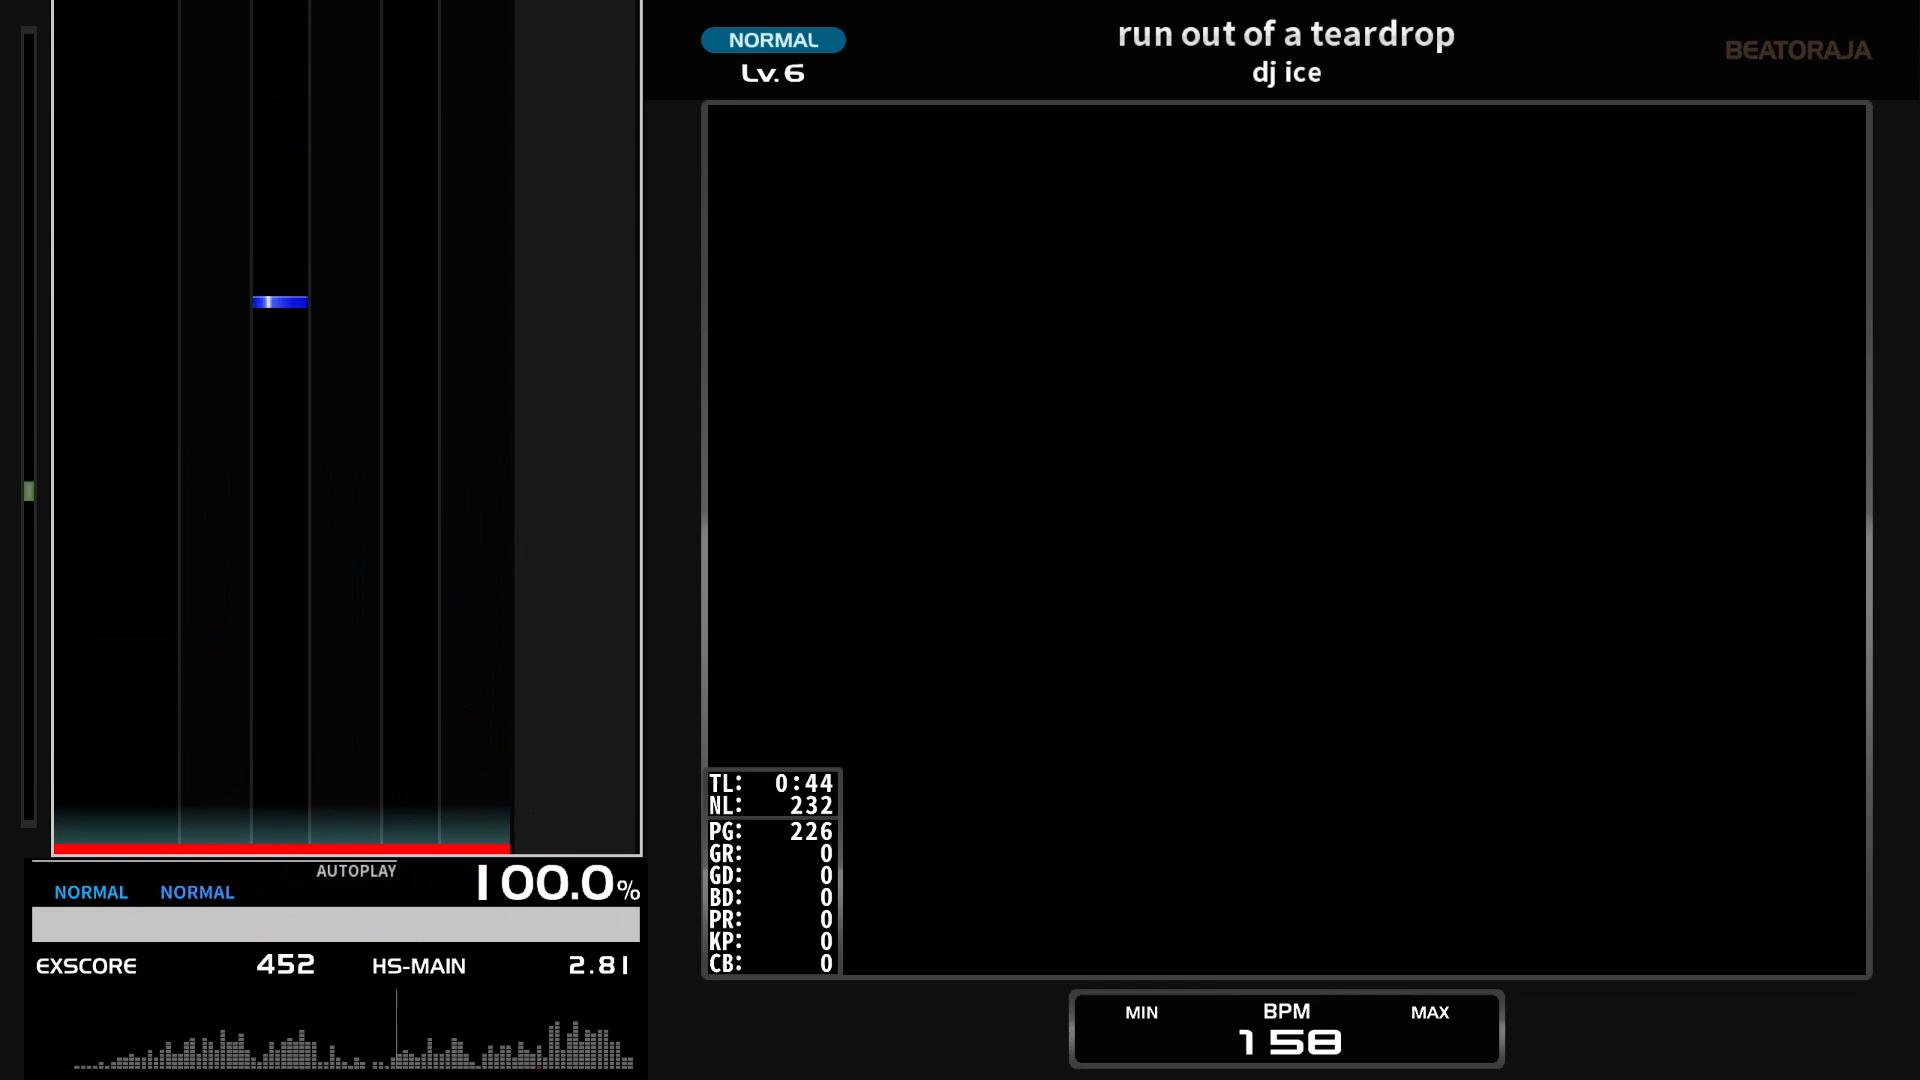 NORMAL
Lv.6
run out of a teardrop
dj ice
BEATORAJA
TL: 0:44
NL: 232
PG: 226
GR: 0
GD: 0
BD: 0
PR: 0
KP: 0
CB: 0
AUTOPLAY
NORMAL NORMAL
100.0%
EXSCORE 452 HS-MAIN 2.81
MIN BPM MAX
158